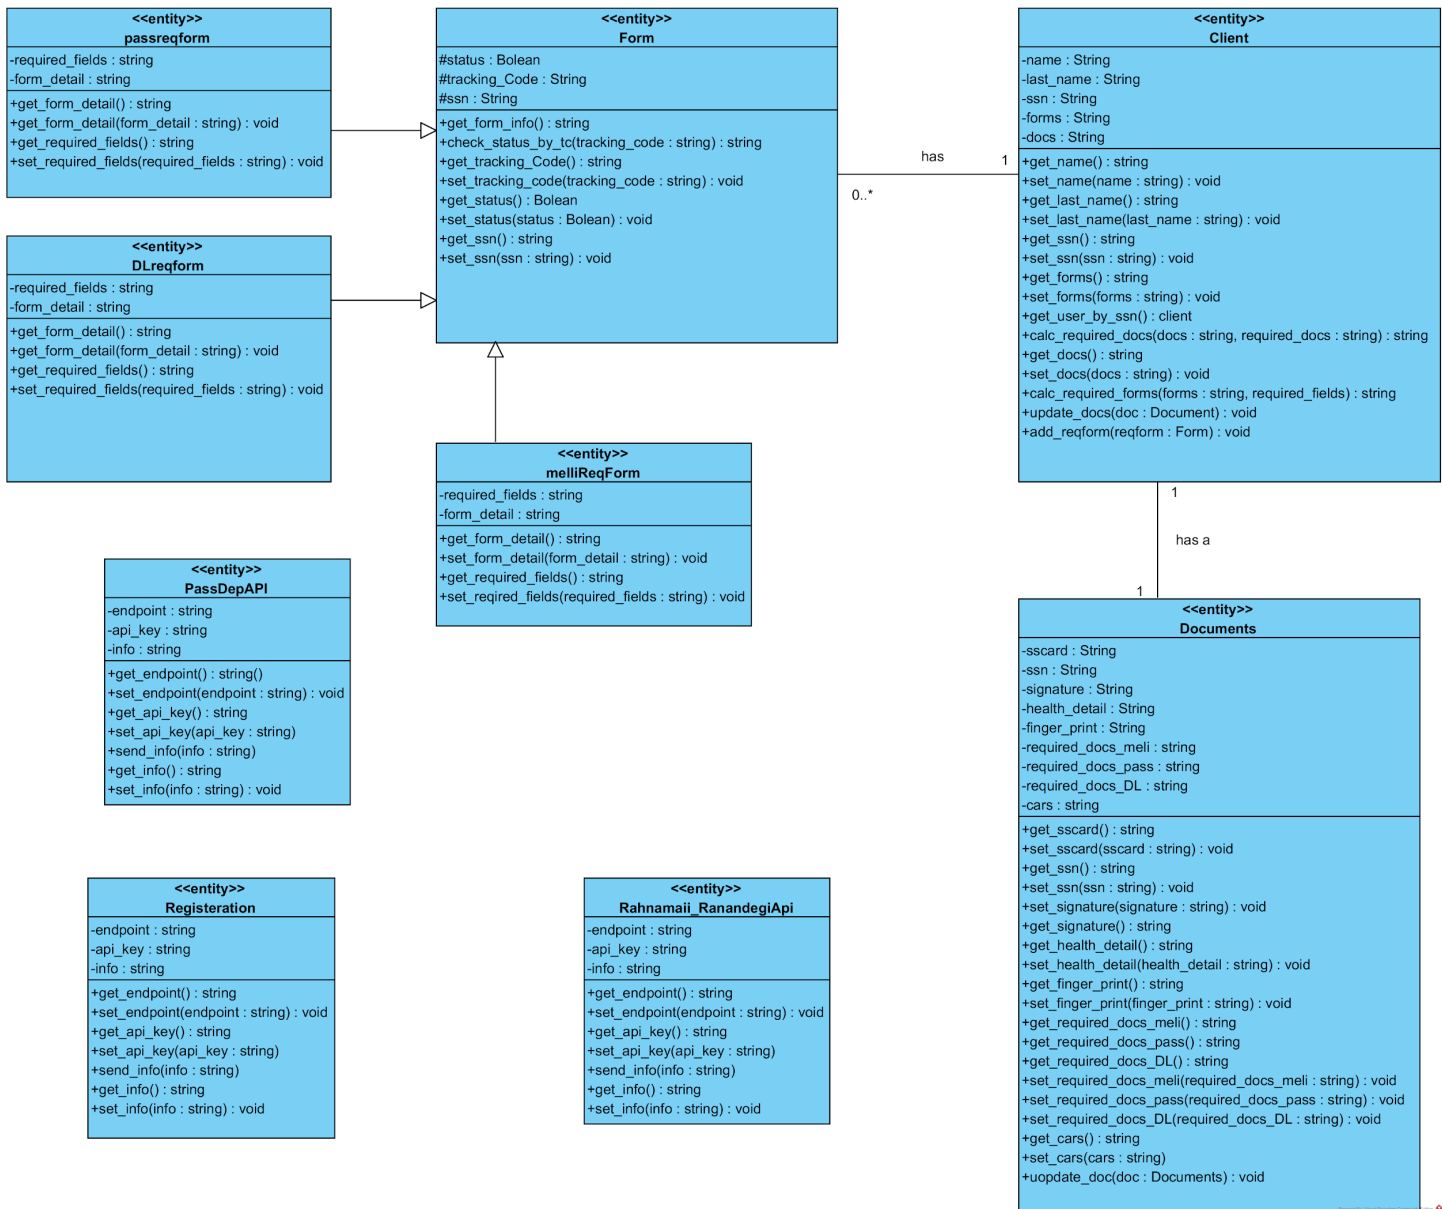 <<entity>>
passreqform
-required_fields : string
-form_detail : string
+get_form_detail() : string
+get_form_detail(form_detail : string) : void
+get_required_fields() : string
+set_required_fields(required_fields : string) : void
<<entity>>
DLreqform
-required_fields : string
-form_detail : string
+get_form_detail() : string
+get_form_detail(form_detail : string) : void
+get_required_fields() : string
+set_required_fields(required_fields : string) : void
<<entity>>
Form
#status : Bolean
#tracking_Code : String
#ssn : String
+get_form_info() : string
+check_status_by_tc(tracking_code : string) : string
+get_tracking_Code() : string
+set_tracking_code(tracking_code : string) : void
+get_status() : Bolean
+set_status(status : Bolean) : void
+get_ssn() : string
+set_ssn(ssn : string) : void
has
1
0..*
<<entity>>
Client
-name : String
-last_name : String
-ssn : String
-forms : String
-docs : String
+get_name() : string
+set_name(name : string) : void
+get_last_name() : string
+set_last_name(last_name : string) : void
+get_ssn() : string
+set_ssn(ssn : string) : void
+get_forms() : string
+set_forms(forms : string) : void
+get_user_by_ssn() : client
+calc_required_docs(docs : string, required_docs : string) : string
+get_docs() : string
+set_docs(docs : string) : void
+calc_required_forms(forms : string, required_fields) : string
+update_docs(doc : Document) : void
+add_reqform(reqform : Form) : void
1
has a
1
<<entity>>
melliReqForm
-required_fields : string
-form_detail : string
+get_form_detail() : string
+set_form_detail(form_detail : string) : void
+get_required_fields() : string
+set_reqired_fields(required_fields : string) : void
<<entity>>
PassDepAPI
-endpoint : string
-api_key : string
-info : string
+get_endpoint() : string()
+set_endpoint(endpoint : string) : void
+get_api_key() : string
+set_api_key(api_key : string)
+send_info(info : string)
+get_info() : string
+set_info(info : string) : void
<<entity>>
Registeration
-endpoint : string
-api_key : string
-info : string
+get_endpoint() : string
+set_endpoint(endpoint : string) : void
+get_api_key() : string
+set_api_key(api_key : string)
+send_info(info : string)
+get_info() : string
+set_info(info : string) : void
<<entity>>
Rahnamaii_RanandegiApi
-endpoint : string
-api_key : string
-info : string
+get_endpoint() : string
+set_endpoint(endpoint : string) : void
+get_api_key() : string
+set_api_key(api_key : string)
+send_info(info : string)
+get_info() : string
+set_info(info : string) : void
<<entity>>
Documents
-sscard : String
-ssn : String
-signature : String
-health_detail : String
-finger_print : String
-required_docs_meli : string
-required_docs_pass : string
-required_docs_DL : string
-cars : string
+get_sscard() : string
+set_sscard(sscard : string) : void
+get_ssn() : string
+set_ssn(ssn : string) : void
+set_signature(signature : string) : void
+get_signature() : string
+get_health_detail() : string
+set_health_detail(health_detail : string) : void
+get_finger_print() : string
+set_finger_print(finger_print : string) : void
+get_required_docs_meli() : string
+get_required_docs_pass() : string
+get_required_docs_DL() : string
+set_required_docs_meli(required_docs_meli : string) : void
+set_required_docs_pass(required_docs_pass : string) : void
+set_required_docs_DL(required_docs_DL : string) : void
+get_cars() : string
+set_cars(cars : string)
+uopdate_doc(doc : Documents) : void